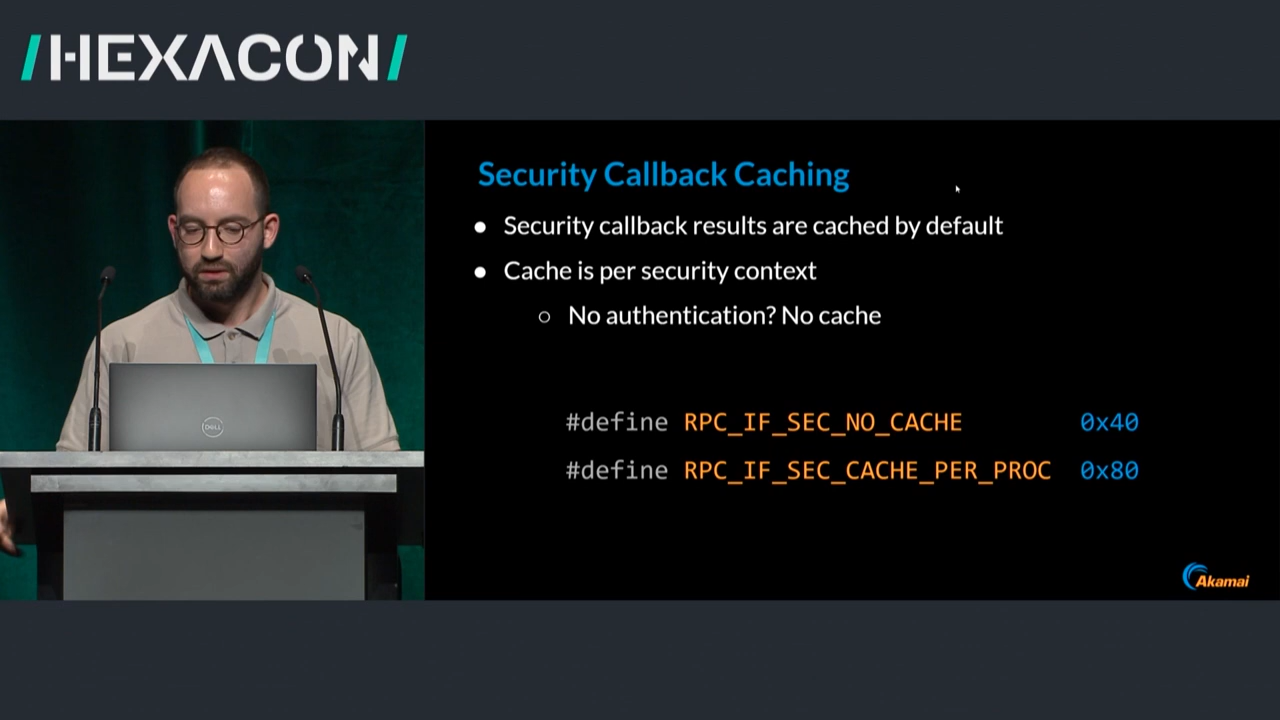 /HEXACON/
Security Callback Caching
● Security callback results are cached by default
● Cache is per security context
○ No authentication? No cache
#define RPC_IF_SEC_NO_CACHE 0x40
#define RPC_IF_SEC_CACHE_PER_PROC 0x80
DELL
Akamai